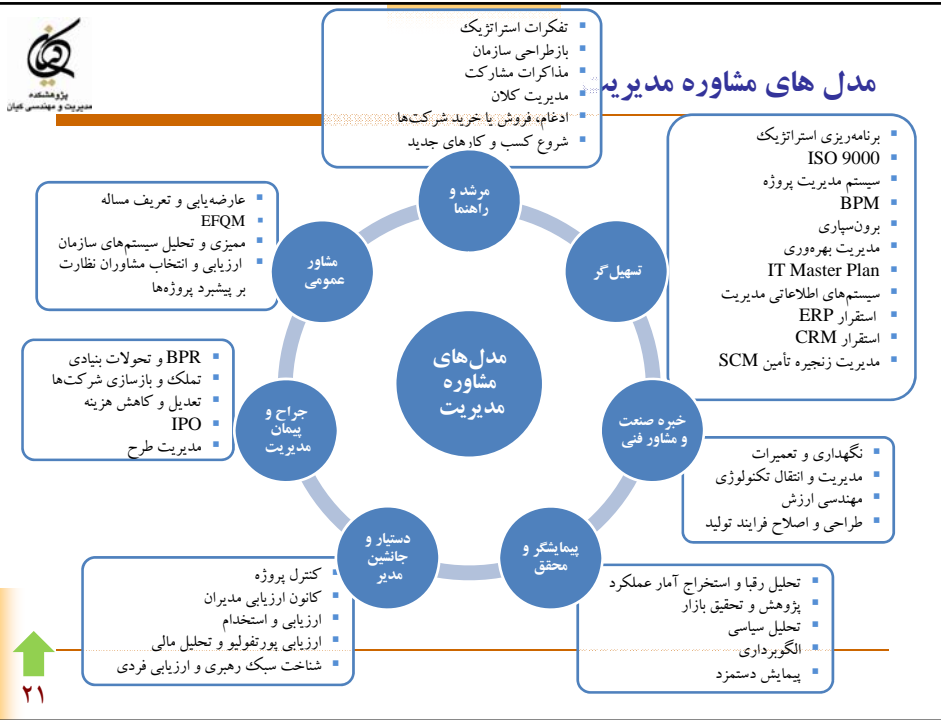 پژوهشکده
مدیریت و مهندسی کیان
مدل های مشاوره مدیریت
تفکرات استراتژیک
بازطراحی سازمان
مذاکرات مشارکت
مدیریت کلان
ادغام، فروش یا خرید شرکت‌ها
شروع کسب و کارهای جدید
مرشد و
راهنما
برنامه‌ریزی استراتژیک
ISO 9000
سیستم مدیریت پروژه
BPM
برون‌سپاری
مدیریت بهره‌وری
IT Master Plan
سیستم‌های اطلاعاتی مدیریت
استقرار ERP
استقرار CRM
مدیریت زنجیره تأمین SCM
تسهیل‌گر
عارضه‌یابی و تعریف مساله
EFQM
ممیزی و تحلیل سیستم‌های سازمان
ارزیابی و انتخاب مشاوران نظارت
بر پیشبرد پروژه‌ها
مشاور
عمومی
مدل‌های
مشاوره
مدیریت
BPR و تحولات بنیادی
تملک و بازسازی شرکت‌ها
تعدیل و کاهش هزینه
IPO
مدیریت طرح
جراح و
پیمان
مدیریت
خبره صنعت
و مشاور فنی
نگهداری و تعمیرات
مدیریت و انتقال تکنولوژی
مهندسی ارزش
طراحی و اصلاح فرایند تولید
پیمایشگر و
محقق
تحلیل رقبا و استخراج آمار عملکرد
پژوهش و تحقیق بازار
تحلیل سیاسی
الگوبرداری
پیمایش دستمزد
دستیار و
جانشین
مدیر
کنترل پروژه
کانون ارزیابی مدیران
ارزیابی و استخدام
ارزیابی پورتفولیو و تحلیل مالی
شناخت سبک رهبری و ارزیابی فردی
۲۱